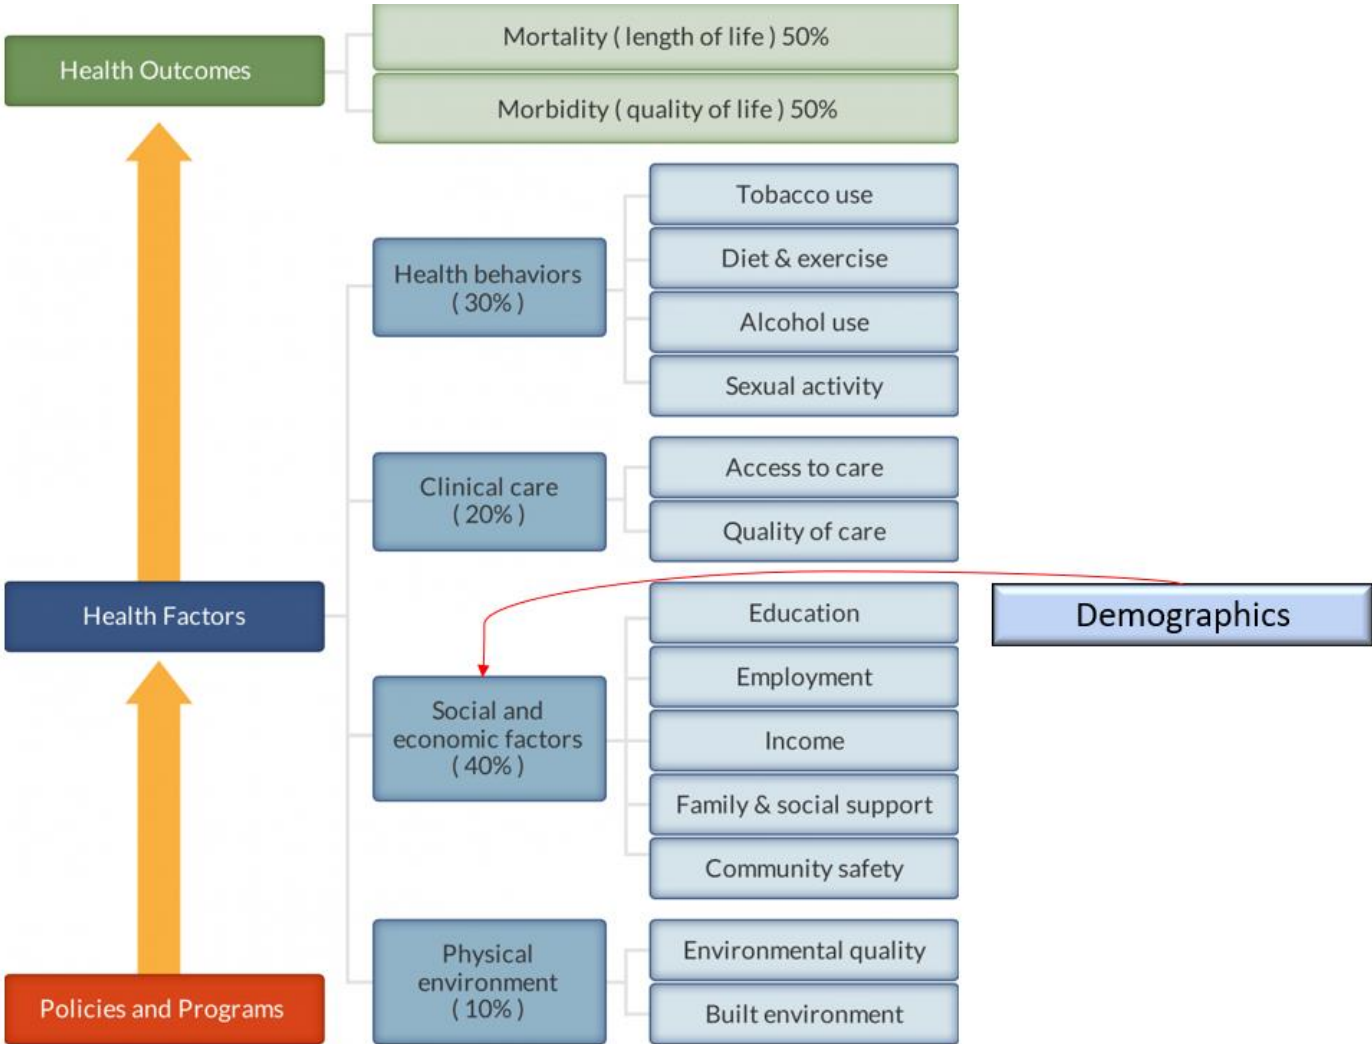 Health Outcomes
Mortality ( length of life ) 50%
Morbidity ( quality of life ) 50%
Health behaviors
( 30% )
Tobacco use
Diet & exercise
Alcohol use
Sexual activity
Clinical care
( 20% )
Access to care
Quality of care
Health Factors
Social and
economic factors
( 40% )
Education
Employment
Income
Family & social support
Community safety
Demographics
Physical
environment
( 10% )
Environmental quality
Built environment
Policies and Programs